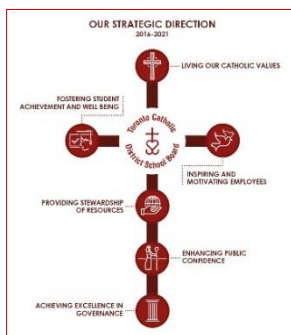 OUR STRATEGIC DIRECTION
2016-2021
LIVING OUR CATHOLIC VALUES
FOSTERING STUDENT
ACHIEVEMENT AND WELL BEING
Toronto Catholic
District School Board
INSPIRING AND
MOTIVATING EMPLOYEES
PROVIDING STEWARDSHIP
OF RESOURCES
ENHANCING PUBLIC
CONFIDENCE
ACHIEVING EXCELLENCE IN
GOVERNANCE